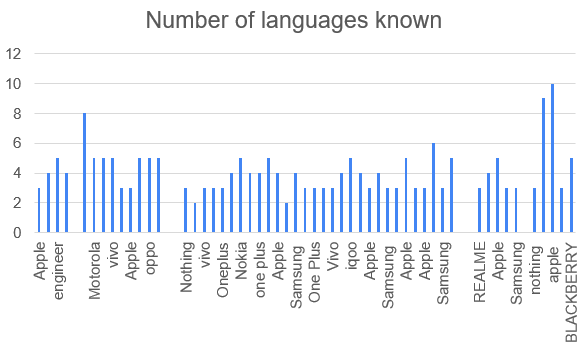 Number of languages known
12
10
8
6
4
2
0
Apple
engineer
Motorola
vivo
Apple
oppo
Nothing
vivo
Oneplus
Nokia
one plus
Apple
Samsung
One Plus
Vivo
iqoo
Apple
Samsung
Apple
Apple
Samsung
REALME
Apple
Samsung
nothing
apple
BLACKBERRY